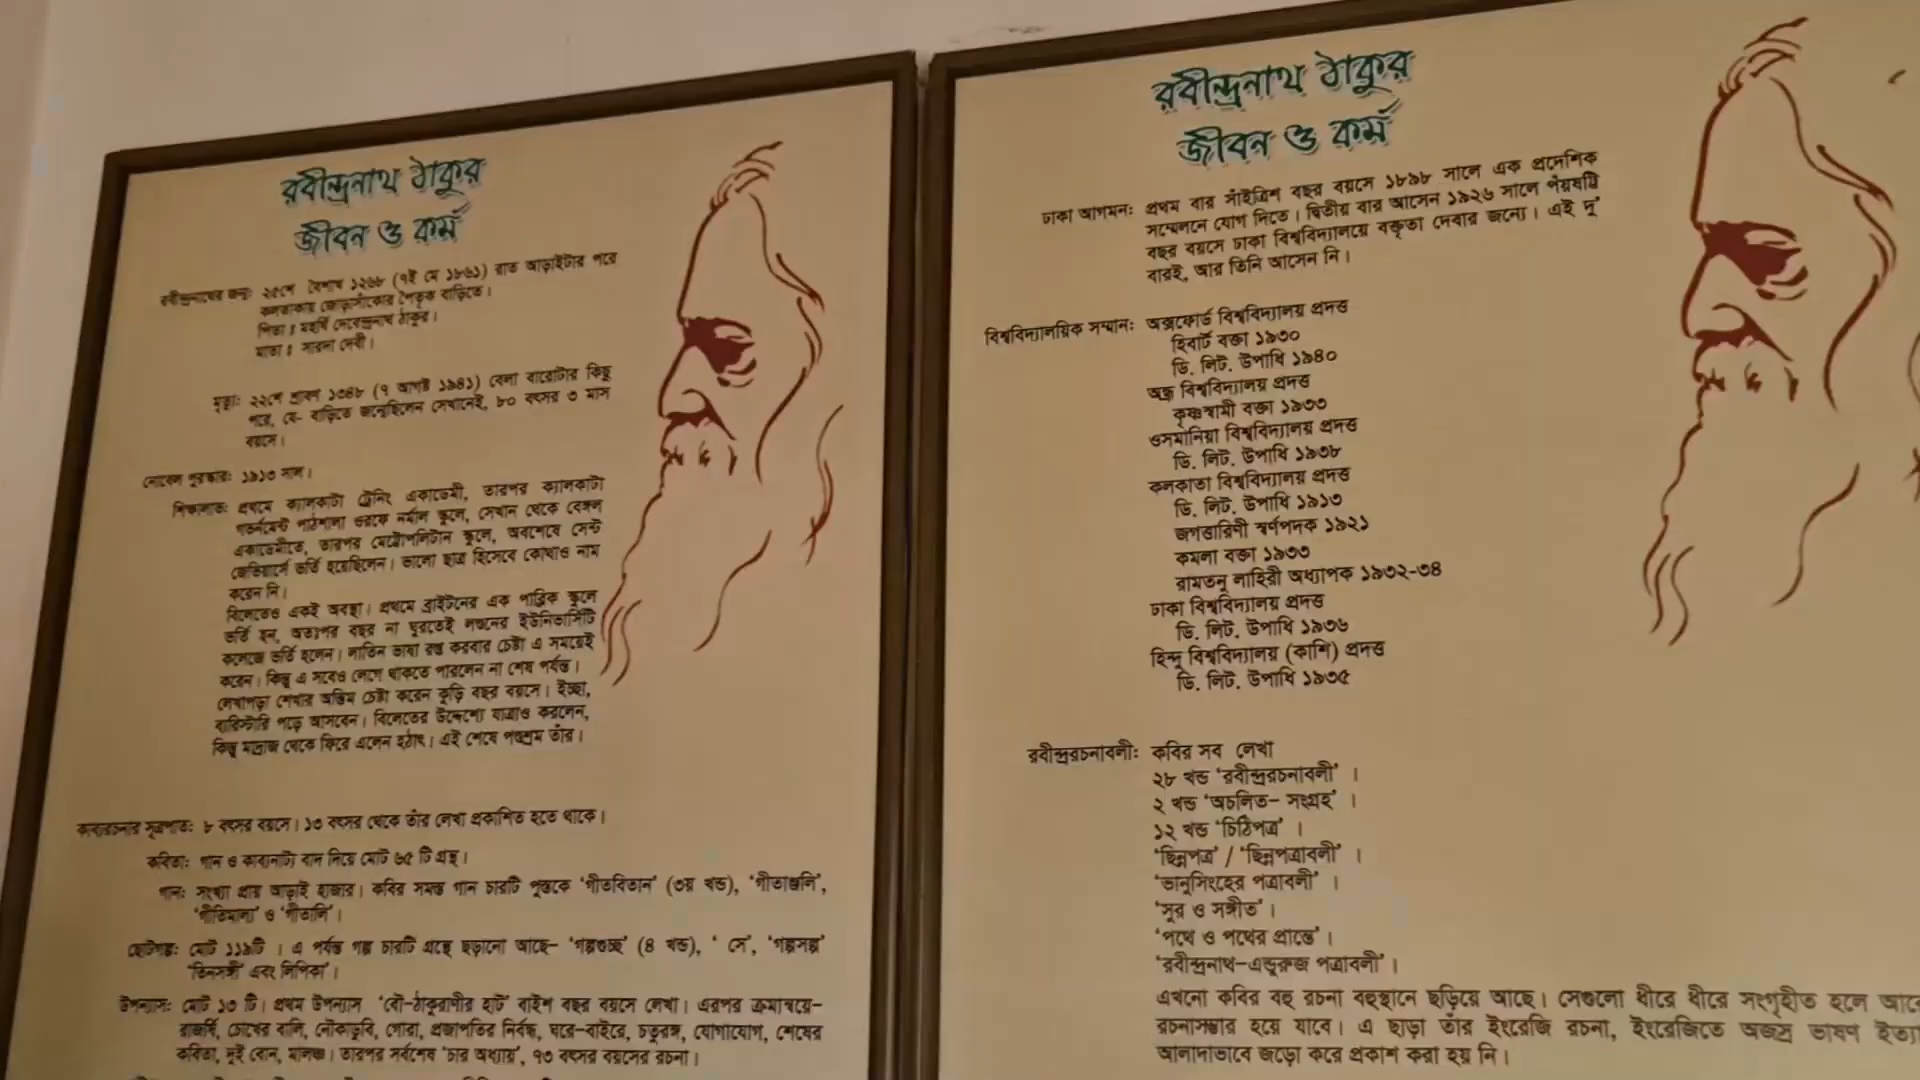 রবীন্দ্রনাথ ঠাকুর
জীবন ও কর্ম
রবীন্দ্রনাথের জন্ম: ২৫শে বৈশাখ ১২৬৮ (৭ই মে ১৮৬১) রাত আড়াইটার পরে
কলকাতায় জোড়াসাঁকোর পৈতৃক বাড়িতে।
পিতা ঃ মহর্ষি দেবেন্দ্রনাথ ঠাকুর।
মাতা ঃ সারদা দেবী।
মৃত্যু: ২২শে শ্রাবণ ১৩৪৮ (৭ আগষ্ট ১৯৪১) বেলা বারোটার কিছু
পরে, যে- বাড়িতে জন্মেছিলেন সেখানেই, ৮০ বৎসর ৩ মাস
বয়সে।
নোবেল পুরস্কার: ১৯১৩ সাল।
শিক্ষালাভ: প্রথমে ক্যালকাটা ট্রেনিং একাডেমী, তারপর ক্যালকাটা
গভর্নমেন্ট পাঠশালা ওরফে নর্মাল স্কুলে, সেখান থেকে বেঙ্গল
একাডেমীতে, তারপর মেট্রোপলিটান স্কুলে, অবশেষে সেন্ট
জেভিয়ার্সে ভর্তি হয়েছিলেন। ভালো ছাত্র হিসেবে কোথাও নাম
করেন নি।
বিলেতেও একই অবস্থা। প্রথমে ব্রাইটনের এক পাব্লিক স্কুলে
ভর্তি হন, অতঃপর বছর না ঘুরতেই লণ্ডনের ইউনিভার্সিটি
কলেজে ভর্তি হলেন। লাতিন ভাষা রপ্ত করবার চেষ্টা এ সময়েই
করেন। কিন্তু এ সবেও লেগে থাকতে পারলেন না শেষ পর্যন্ত।
লেখাপড়া শেখার অন্তিম চেষ্টা করেন কুড়ি বছর বয়সে। ইচ্ছা,
ব্যরিস্টারি পড়ে আসবেন। বিলেতের উদ্দেশ্যে যাত্রাও করলেন,
কিন্তু মাদ্রাজ থেকে ফিরে এলেন হঠাৎ। এই শেষে পণ্ডশ্রম তাঁর।
কাব্যরচনার সূত্রপাত: ৮ বৎসর বয়সে। ১৩ বৎসর থেকে তাঁর লেখা প্রকাশিত হতে থাকে।
কবিতা: গান ও কাব্যনাট্য বাদ দিয়ে মোট ৬৫ টি গ্রন্থ।
গান: সংখ্যা প্রায় আড়াই হাজার। কবির সমস্ত গান চারটি পুস্তকে ‘গীতবিতান’ (৩য় খন্ড), ‘গীতাঞ্জলি’,
‘গীতিমাল্য’ ও ‘গীতালি’।
ছোটগল্প: মোট ১১৯টি । এ পর্যন্ত গল্প চারটি গ্রন্থে ছড়ানো আছে- ‘গল্পগুচ্ছ’ (৪ খন্ড), ‘ সে’, ‘গল্পসল্প’
‘তিনসঙ্গী’ এবং লিপিকা’।
উপন্যাস: মোট ১৩ টি। প্রথম উপন্যাস ‘বৌ-ঠাকুরাণীর হাট’ বাইশ বছর বয়সে লেখা। এরপর ক্রমান্বয়ে-
রাজর্ষি, চোখের বালি, নৌকাডুবি, গোরা, প্রজাপতির নির্বন্ধ, ঘরে-বাইরে, চতুরঙ্গ, যোগাযোগ, শেষের
কবিতা, দুই বোন, মালঞ্চ। তারপর সর্বশেষ ‘চার অধ্যায়’, ৭৩ বৎসর বয়সের রচনা।
রবীন্দ্রনাথ ঠাকুর
জীবন ও কর্ম
ঢাকা আগমন: প্রথম বার সাঁইত্রিশ বছর বয়সে ১৮৯৮ সালে এক প্রদেশিক
সম্মেলনে যোগ দিতে। দ্বিতীয় বার আসেন ১৯২৬ সালে পঁয়ষট্টি
বছর বয়সে ঢাকা বিশ্ববিদ্যালয়ে বক্তৃতা দেবার জন্যে। এই দু’
বারই, আর তিনি আসেন নি।
বিশ্ববিদ্যালয়িক সম্মান: অক্সফোর্ড বিশ্ববিদ্যালয় প্রদত্ত
হিবার্ট বক্তা ১৯৩০
ডি. লিট. উপাধি ১৯৪০
অন্ধ্র বিশ্ববিদ্যালয় প্রদত্ত
কৃষ্ণস্বামী বক্তা ১৯৩৩
ওসমানিয়া বিশ্ববিদ্যালয় প্রদত্ত
ডি. লিট. উপাধি ১৯৩৮
কলকাতা বিশ্ববিদ্যালয় প্রদত্ত
ডি. লিট. উপাধি ১৯১৩
জগত্তারিণী স্বর্ণপদক ১৯২১
কমলা বক্তা ১৯৩৩
রামতনু লাহিরী অধ্যাপক ১৯৩২-৩৪
ঢাকা বিশ্ববিদ্যালয় প্রদত্ত
ডি. লিট. উপাধি ১৯৩৬
হিন্দু বিশ্ববিদ্যালয় (কাশি) প্রদত্ত
ডি. লিট. উপাধি ১৯৩৫
রবীন্দ্ররচনাবলী: কবির সব লেখা
২৮ খন্ড ‘রবীন্দ্ররচনাবলী’ ।
২ খন্ড ‘অচলিত- সংগ্রহ’ ।
১২ খন্ড ‘চিঠিপত্র’ ।
‘ছিন্নপত্র’ / ‘ছিন্নপত্রাবলী’ ।
‘ভানুসিংহের পত্রাবলী’ ।
‘সুর ও সঙ্গীত’।
‘পথে ও পথের প্রান্তে’।
‘রবীন্দ্রনাথ-এন্ডুরুজ পত্রাবলী’।
এখনো কবির বহু রচনা বহুস্থানে ছড়িয়ে আছে। সেগুলো ধীরে ধীরে সংগৃহীত হলে
রচনাসম্ভার হয়ে যাবে। এ ছাড়া তাঁর ইংরেজি রচনা, ইংরেজিতে অজস্র ভাষণ
আলাদাভাবে জড়ো করে প্রকাশ করা হয় নি।